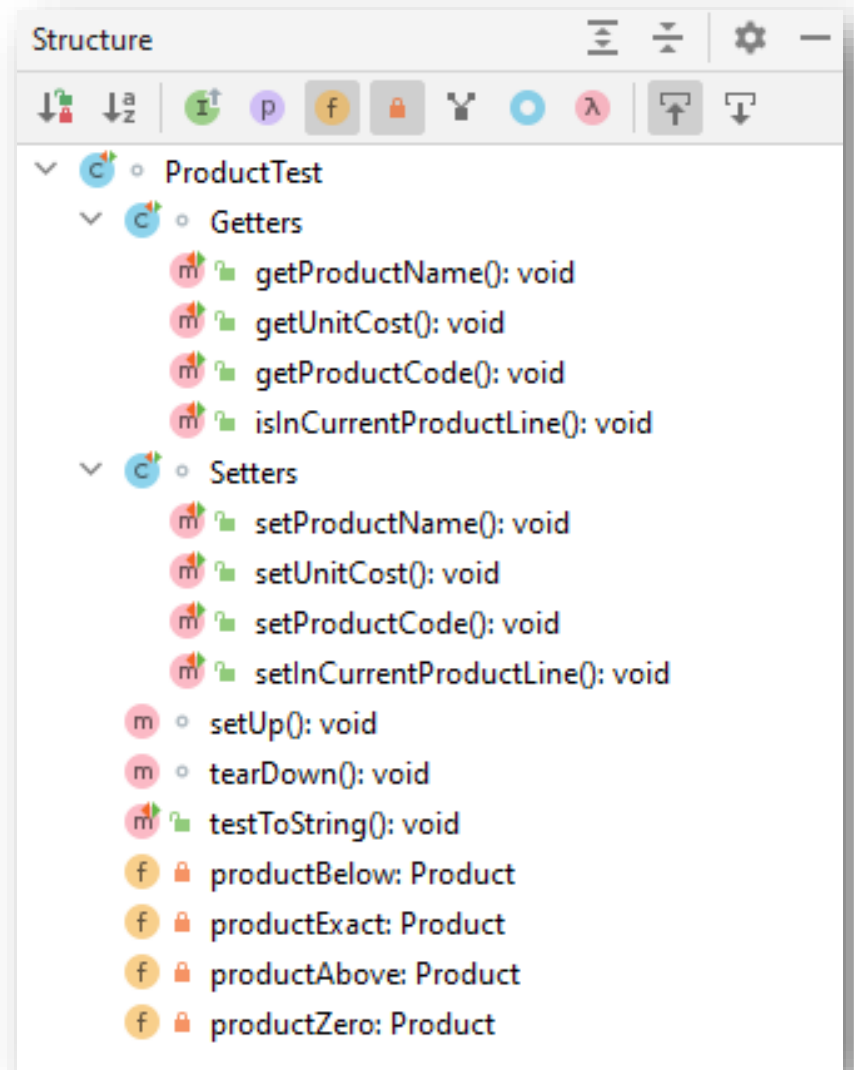 Structure
ProductTest
Getters
getProductName(): void
getUnitCost(): void
getProductCode(): void
isInCurrentProductLine(): void
Setters
setProductName(): void
setUnitCost(): void
setProductCode(): void
setInCurrentProductLine(): void
setUp(): void
tearDown(): void
testToString(): void
productBelow: Product
productExact: Product
productAbove: Product
productZero: Product